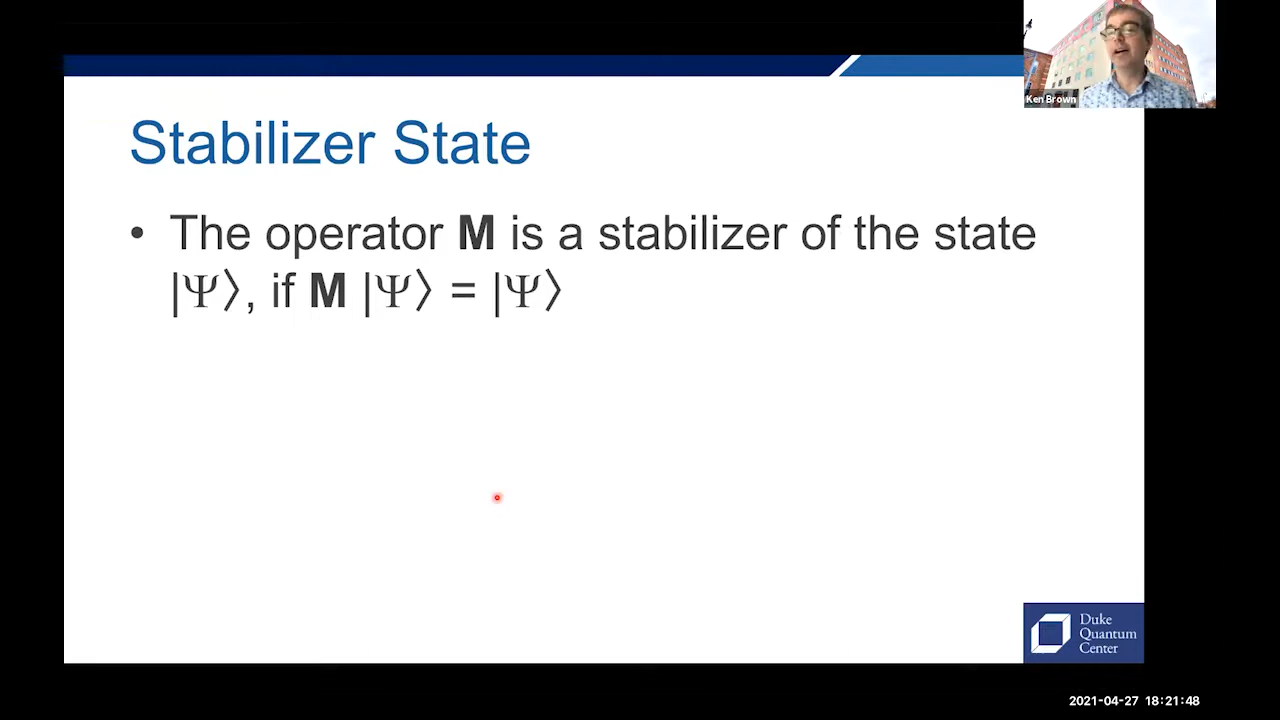 Ken Brown
Stabilizer State
• The operator M is a stabilizer of the state
|Ψ⟩, if M |Ψ⟩ = |Ψ⟩
Duke
Quantum
Center
2021-04-27 18:21:48